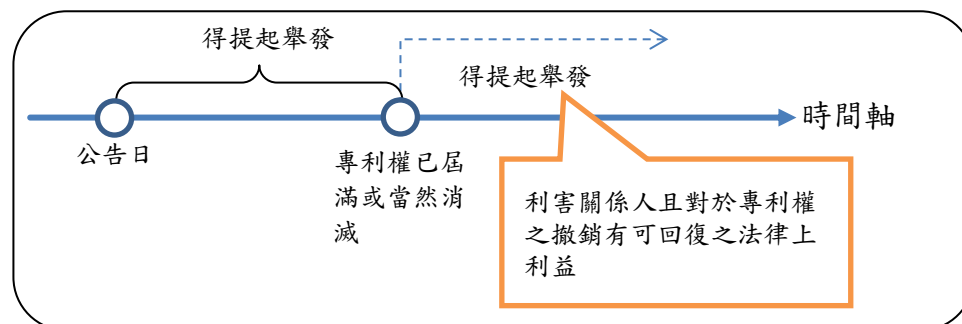 得提起舉發
得提起舉發
時間軸
公告日
專利權已屆
滿或當然消
滅
利害關係人且對於專利權
之撤銷有可回復之法律上
利益